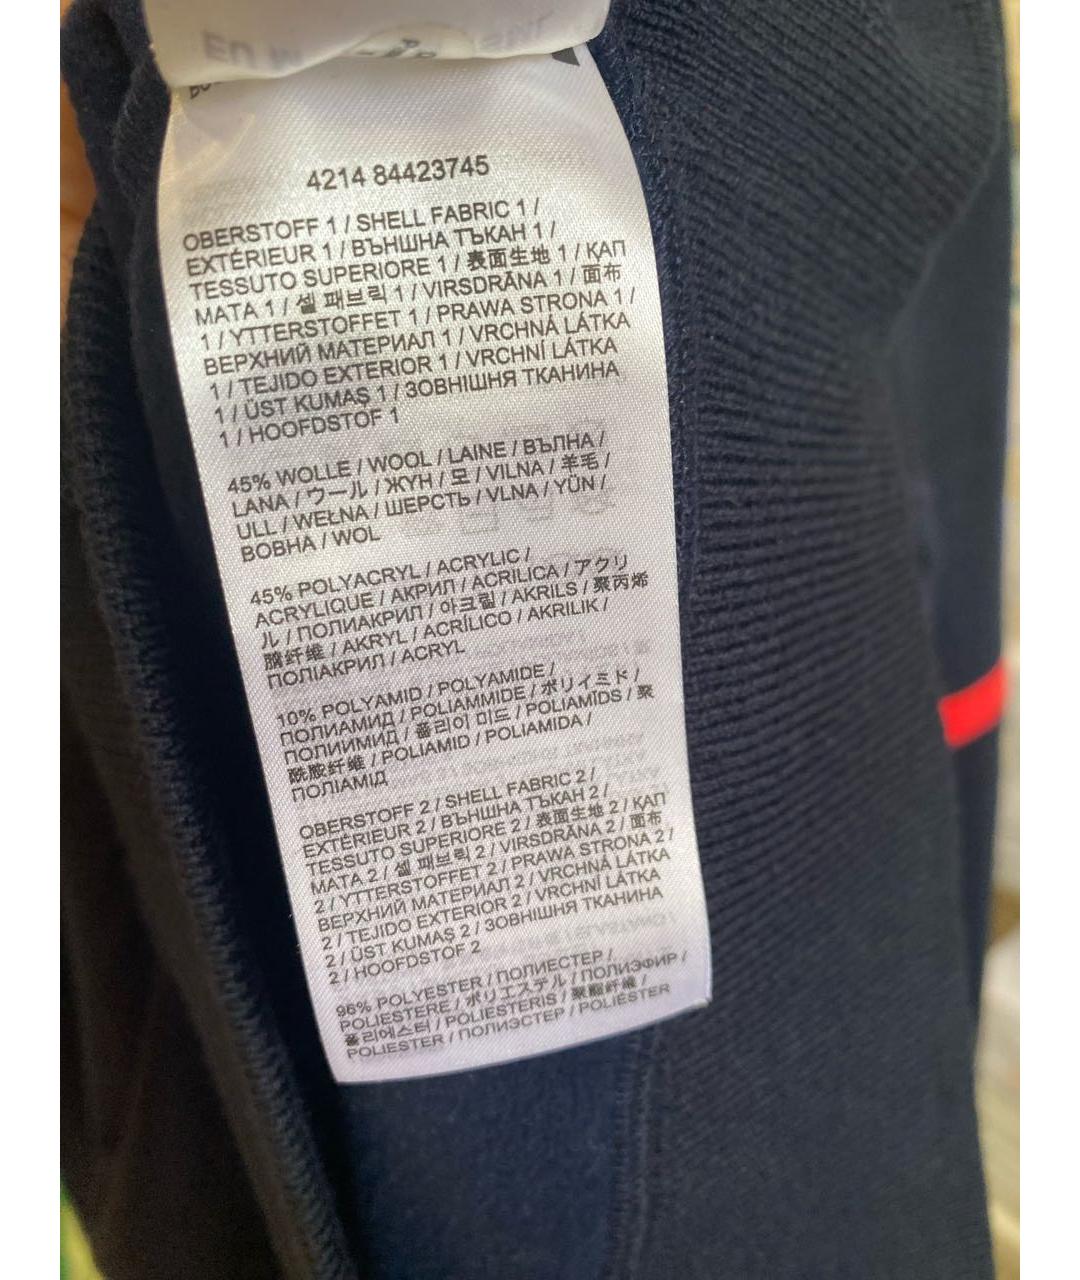 4214 84423745
OBERSTOFF 1 / SHELL FABRIC 1 /
EXTÉRIEUR 1 / ВЪНШНА ТЪКАН 1 /
TESSUTO SUPERIORE 1 / 表面生地 1 / ҚАП
МАТА 1 / 셸 패브릭 1 / VIRSDRĀNA 1 / 面布
1 / YTTERSTOFFET 1 / PRAWA STRONA 1 /
ВЕРХНИЙ МАТЕРИАЛ 1 / VRCHNÁ LÁTKA
1 / TEJIDO EXTERIOR 1 / VRCHNÍ LÁTKA
1 / ÜST KUMAŞ 1 / ЗОВНІШНЯ ТКАНИНА
1 / HOOFDSTOF 1
45% WOLLE / WOOL / LAINE / ВЪЛНА /
LANA / ウール / ЖҮН / 모 / VILNA / 羊毛 /
ULL / WEŁNA / ШЕРСТЬ / VLNA / YÜN /
ВОВНА / WOL
45% POLYACRYL / ACRYLIC /
ACRYLIQUE / АКРИЛ / ACRILICA / アクリ
ル / ПОЛИАКРИЛ / 아크릴 / AKRILS / 聚丙烯
腈纤维 / AKRYL / ACRÍLICO / AKRILIK /
ПОЛІАКРИЛ / ACRYL
10% POLYAMID / POLYAMIDE /
ПОЛИАМИД / POLIAMMIDE / ポリイミド /
ПОЛИИМИД / 폴리이미드 / POLIAMĪDS / 聚
酰胺纤维 / POLIAMID / POLIAMIDA /
ПОЛІАМІД
OBERSTOFF 2 / SHELL FABRIC 2 /
EXTÉRIEUR 2 / ВЪНШНА ТЪКАН 2 /
TESSUTO SUPERIORE 2 / 表面生地 2 / ҚАП
МАТА 2 / 셸 패브릭 2 / VIRSDRĀNA 2 / 面布
2 / YTTERSTOFFET 2 / PRAWA STRONA 2 /
ВЕРХНИЙ МАТЕРИАЛ 2 / VRCHNÁ LÁTKA
2 / TEJIDO EXTERIOR 2 / VRCHNÍ LÁTKA
2 / ÜST KUMAŞ 2 / ЗОВНІШНЯ ТКАНИНА
2 / HOOFDSTOF 2
96% POLYESTER / ПОЛИЕСТЕР /
POLIESTERE / ポリエステル / ПОЛИЭФИР /
폴리에스터 / POLIESTERIS / 聚酯纤维 /
POLIESTER / ПОЛИЭСТЕР / POLIÉSTER